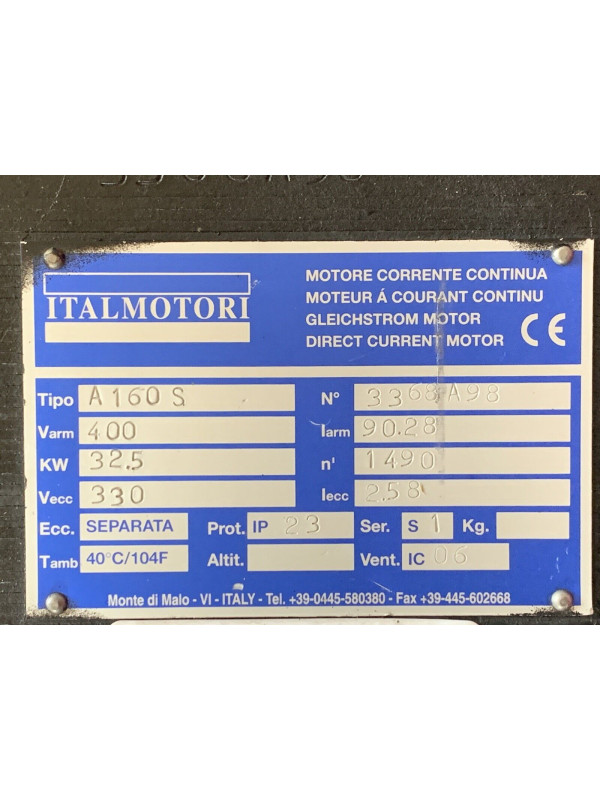 ITALMOTORI
MOTORE CORRENTE CONTINUA
MOTEUR Á COURANT CONTINU
GLEICHSTROM MOTOR
DIRECT CURRENT MOTOR
CE
Tipo A160 S N° 3368A98
Varm 400 Iarm 90.28
KW 32.5 n' 1490
Vecc 330 Iecc 2.58
Ecc. SEPARATA Prot. IP 23 Ser. S 1 Kg.
Tamb 40°C/104F Altit. Vent. IC 06
Monte di Malo - VI - ITALY - Tel. +39-0445-580380 - Fax +39-445-602668